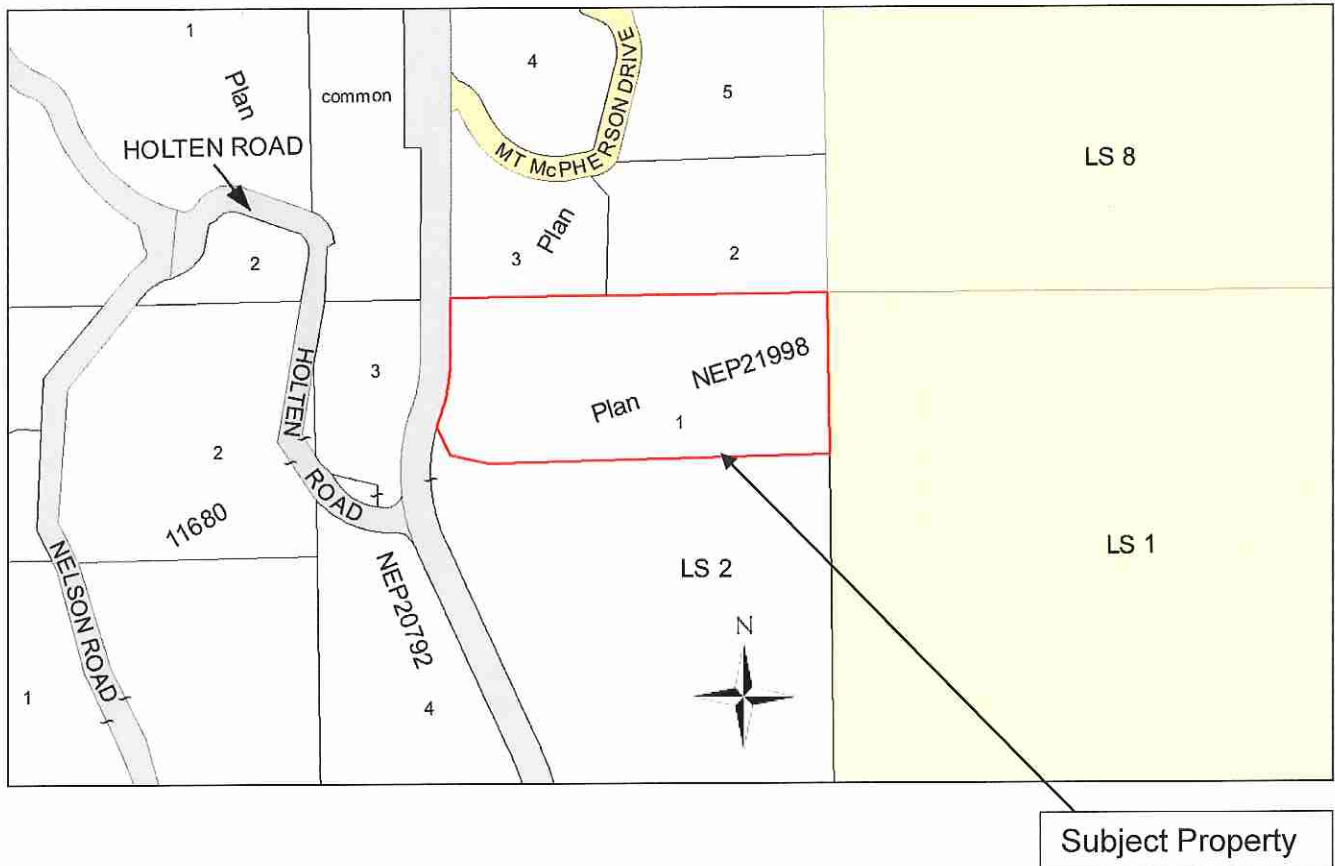 1
Plan
common
4
5
MT McPHERSON DRIVE
HOLTEN ROAD
LS 8
2
3
Plan
2
HOLTEN ROAD
3
Plan
NEP21998
1
2
11680
NELSON ROAD
NEP20792
LS 2
LS 1
N
1
4
Subject Property